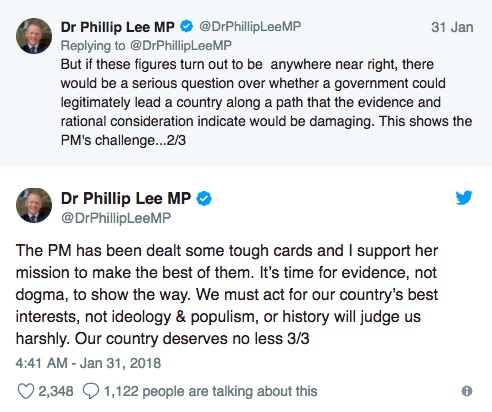 Dr Phillip Lee MP @DrPhillipLeeMP 31 Jan
Replying to @DrPhillipLeeMP
But if these figures turn out to be anywhere near right, there
would be a serious question over whether a government could
legitimately lead a country along a path that the evidence and
rational consideration indicate would be damaging. This shows the
PM's challenge...2/3
Dr Phillip Lee MP
@DrPhillipLeeMP
The PM has been dealt some tough cards and I support her
mission to make the best of them. It’s time for evidence, not
dogma, to show the way. We must act for our country’s best
interests, not ideology & populism, or history will judge us
harshly. Our country deserves no less 3/3
4:41 AM - Jan 31, 2018
2,348 1,122 people are talking about this